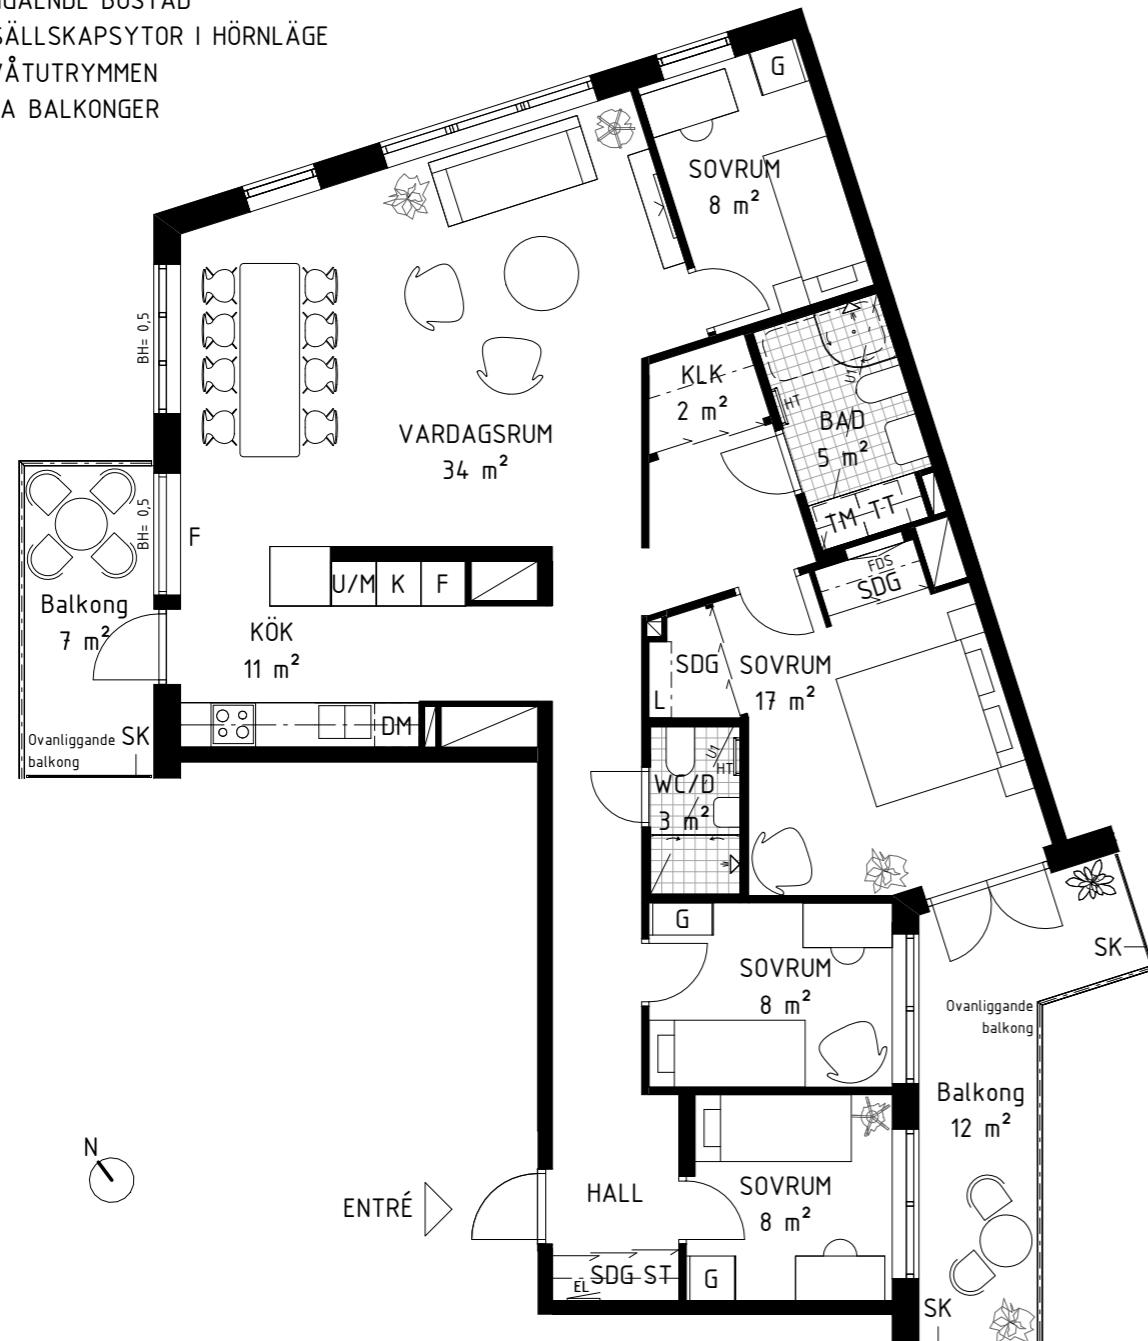 SÄLLSKAPSYTOR I HÖRNLÄGE
VÅTUTRYMMEN
A BALKONGER
G
SOVRUM
8 m²
BH= 0,5
KLK
2 m²
U1
HT
BAD
5 m²
VARDAGSRUM
34 m²
BH= 0,5
F
TM TT
FDS
SDG
U/M K F
Balkong
7 m²
KÖK
11 m²
SDG
L
SOVRUM
17 m²
DM
Ovanliggande
balkong
SK
U1
HT
WC/D
3 m²
G
SOVRUM
8 m²
SK
Ovanliggande
balkong
Balkong
12 m²
N
ENTRÉ
HALL
SOVRUM
8 m²
SDG ST
EL
G
SK